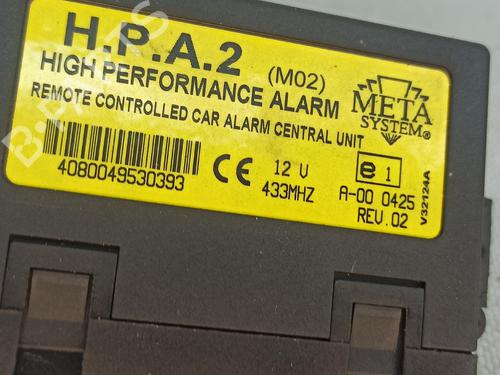 H.P.A.2 (M02)
HIGH PERFORMANCE ALARM
REMOTE CONTROLLED CAR ALARM CENTRAL UNIT
META
SYSTEM®
4080049530393
CE
12 V
433MHZ
e 1
A-00 0425
REV.02
V32124A